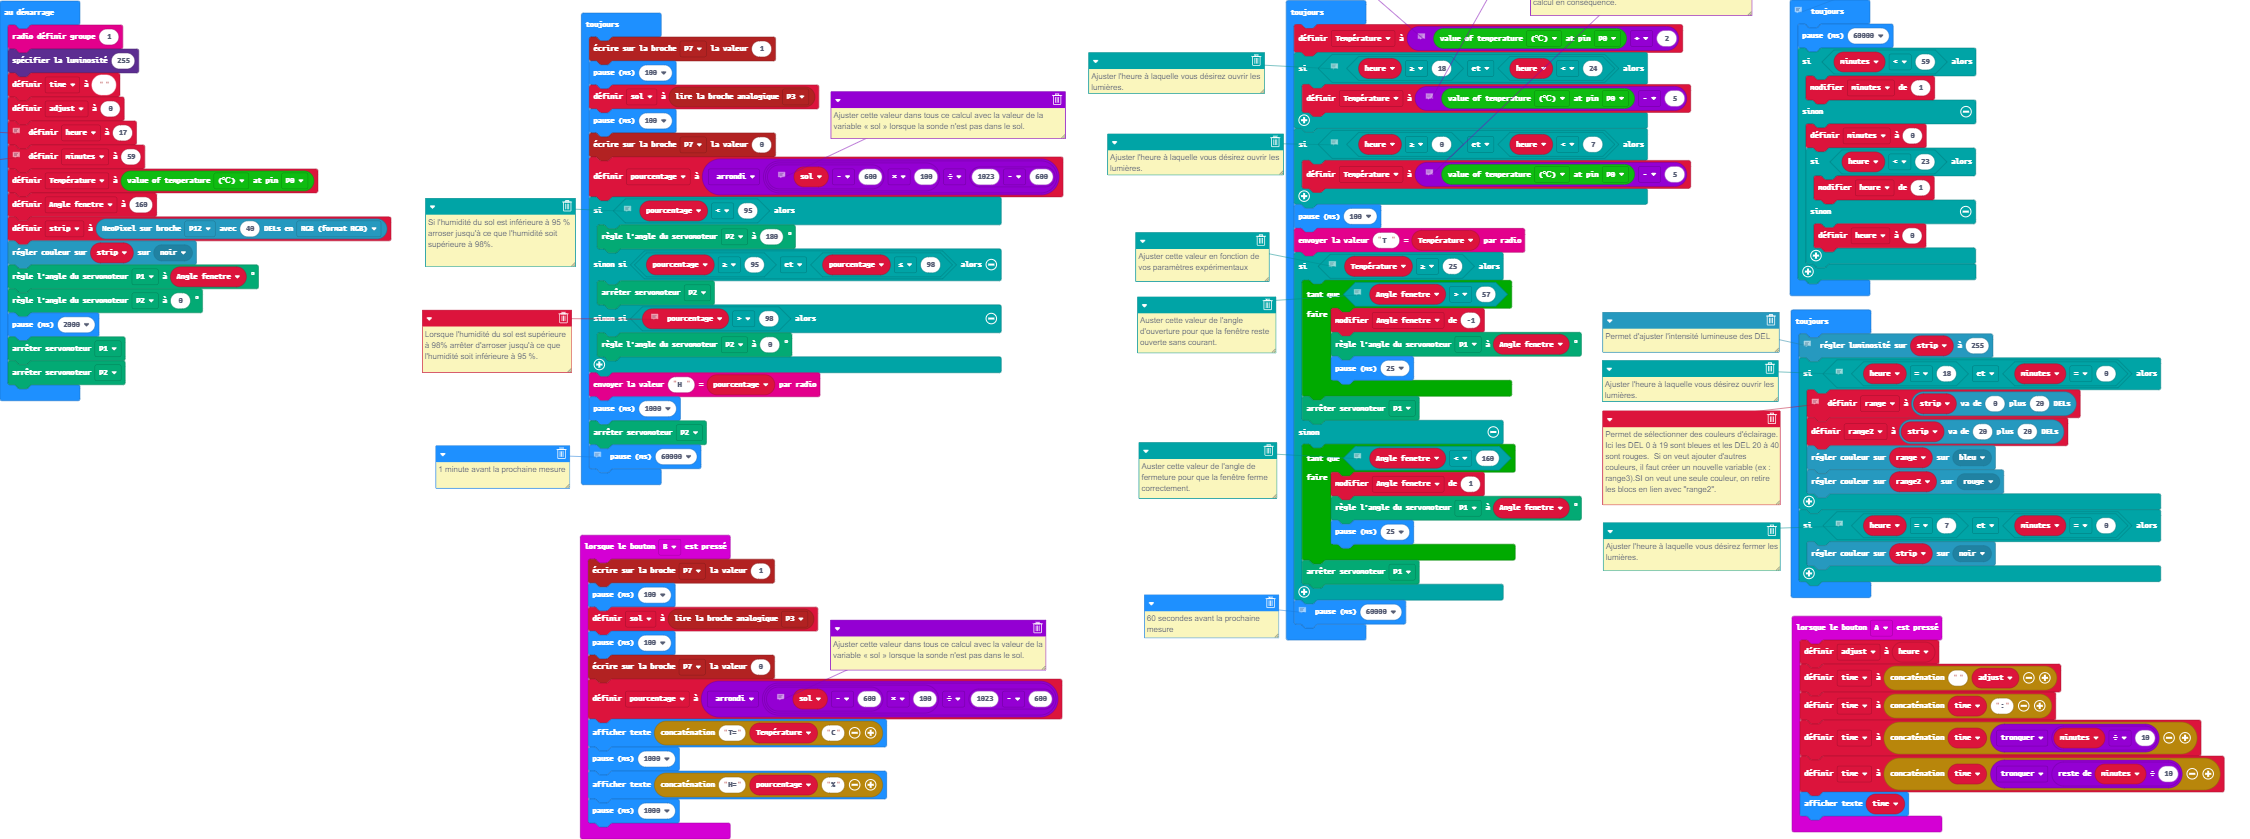 au démarrage
radio définir groupe 1
spécifier la luminosité 255
définir time à " "
définir adjust à 0
définir heure à 17
définir minutes à 59
définir Température à value of temperature (°C) at pin P0
définir Angle fenetre à 160
définir strip à NeoPixel sur broche P12 avec 40 DELs en RGB (format RGB)
régler couleur sur strip sur noir
règle l'angle du servomoteur P1 à Angle fenetre °
règle l'angle du servomoteur P2 à 0 °
pause (ms) 2000
arrêter servomoteur P1
arrêter servomoteur P2
Si l'humidité du sol est inférieure à 95 %
arroser jusqu'à ce que l'humidité soit
supérieure à 98%.
Lorsque l'humidité du sol est supérieure
à 98% arrêter d'arroser jusqu'à ce que
l'humidité soit inférieure à 95 %.
1 minute avant la prochaine mesure
toujours
écrire sur la broche P7 la valeur 1
pause (ms) 100
définir sol à lire la broche analogique P3
pause (ms) 100
écrire sur la broche P7 la valeur 0
définir pourcentage à arrondi sol - 600 × 100 ÷ 1023 - 600
si pourcentage < 95 alors
règle l'angle du servomoteur P2 à 180 °
sinon si pourcentage ≥ 95 et pourcentage ≤ 98 alors
arrêter servomoteur P2
sinon si pourcentage > 98 alors
règle l'angle du servomoteur P2 à 0 °
envoyer la valeur "H " = pourcentage par radio
pause (ms) 1000
arrêter servomoteur P2
pause (ms) 60000
Ajuster cette valeur dans tous ce calcul avec la valeur de la
variable « sol » lorsque la sonde n'est pas dans le sol.
lorsque le bouton B est pressé
écrire sur la broche P7 la valeur 1
pause (ms) 100
définir sol à lire la broche analogique P3
pause (ms) 100
écrire sur la broche P7 la valeur 0
définir pourcentage à arrondi sol - 600 × 100 ÷ 1023 - 600
afficher texte concaténation "T=" Température "C"
pause (ms) 1000
afficher texte concaténation "H=" pourcentage "%"
pause (ms) 1000
Ajuster cette valeur dans tous ce calcul avec la valeur de la
variable « sol » lorsque la sonde n'est pas dans le sol.
calcul en conséquence.
Ajuster l'heure à laquelle vous désirez ouvrir les
lumières.
Ajuster l'heure à laquelle vous désirez ouvrir les
lumières.
Ajuster cette valeur en fonction de
vos paramètres expérimentaux
Auster cette valeur de l'angle
d'ouverture pour que la fenêtre reste
ouverte sans courant.
Auster cette valeur de l'angle de
fermeture pour que la fenêtre ferme
correctement.
60 secondes avant la prochaine
mesure
toujours
définir Température à value of temperature (°C) at pin P0 + 2
si heure ≥ 18 et heure < 24 alors
définir Température à value of temperature (°C) at pin P0 - 5
si heure ≥ 0 et heure < 7 alors
définir Température à value of temperature (°C) at pin P0 - 5
pause (ms) 100
envoyer la valeur "T " = Température par radio
si Température ≥ 25 alors
tant que Angle fenetre > 57
faire modifier Angle fenetre de -1
règle l'angle du servomoteur P1 à Angle fenetre °
pause (ms) 25
arrêter servomoteur P1
sinon
tant que Angle fenetre < 160
faire modifier Angle fenetre de 1
règle l'angle du servomoteur P1 à Angle fenetre °
pause (ms) 25
arrêter servomoteur P1
pause (ms) 60000
toujours
pause (ms) 60000
si minutes < 59 alors
modifier minutes de 1
sinon
définir minutes à 0
si heure < 23 alors
modifier heure de 1
sinon
définir heure à 0
Permet d'ajuster l'intensité lumineuse des DEL
Ajuster l'heure à laquelle vous désirez ouvrir les
lumières.
Permet de sélectionner des couleurs d'éclairage.
Ici les DEL 0 à 19 sont bleues et les DEL 20 à 40
sont rouges. Si on veut ajouter d'autres
couleurs, il faut créer un nouvelle variable (ex :
range3).SI on veut une seule couleur, on retire
les blocs en lien avec "range2".
Ajuster l'heure à laquelle vous désirez fermer les
lumières.
toujours
régler luminosité sur strip à 255
si heure = 18 et minutes = 0 alors
définir range à strip va de 0 plus 20 DELs
définir range2 à strip va de 20 plus 20 DELs
régler couleur sur range sur bleu
régler couleur sur range2 sur rouge
si heure = 7 et minutes = 0 alors
régler couleur sur strip sur noir
lorsque le bouton A est pressé
définir adjust à heure
définir time à concaténation " " adjust
définir time à concaténation time ":"
définir time à concaténation time tronquer minutes ÷ 10
définir time à concaténation time tronquer reste de minutes ÷ 10
afficher texte time